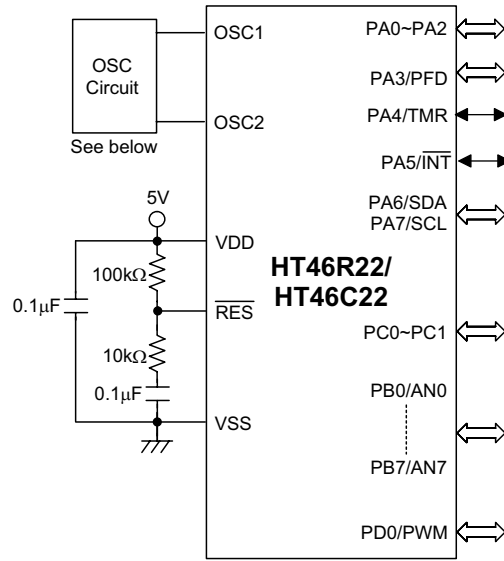 OSC1
OSC
Circuit
OSC2
See below
5V
VDD
100kΩ
0.1μF
RES
10kΩ
0.1μF
VSS
HT46R22/
HT46C22
PA0~PA2
PA3/PFD
PA4/TMR
PA5/INT
PA6/SDA
PA7/SCL
PC0~PC1
PB0/AN0
PB7/AN7
PD0/PWM